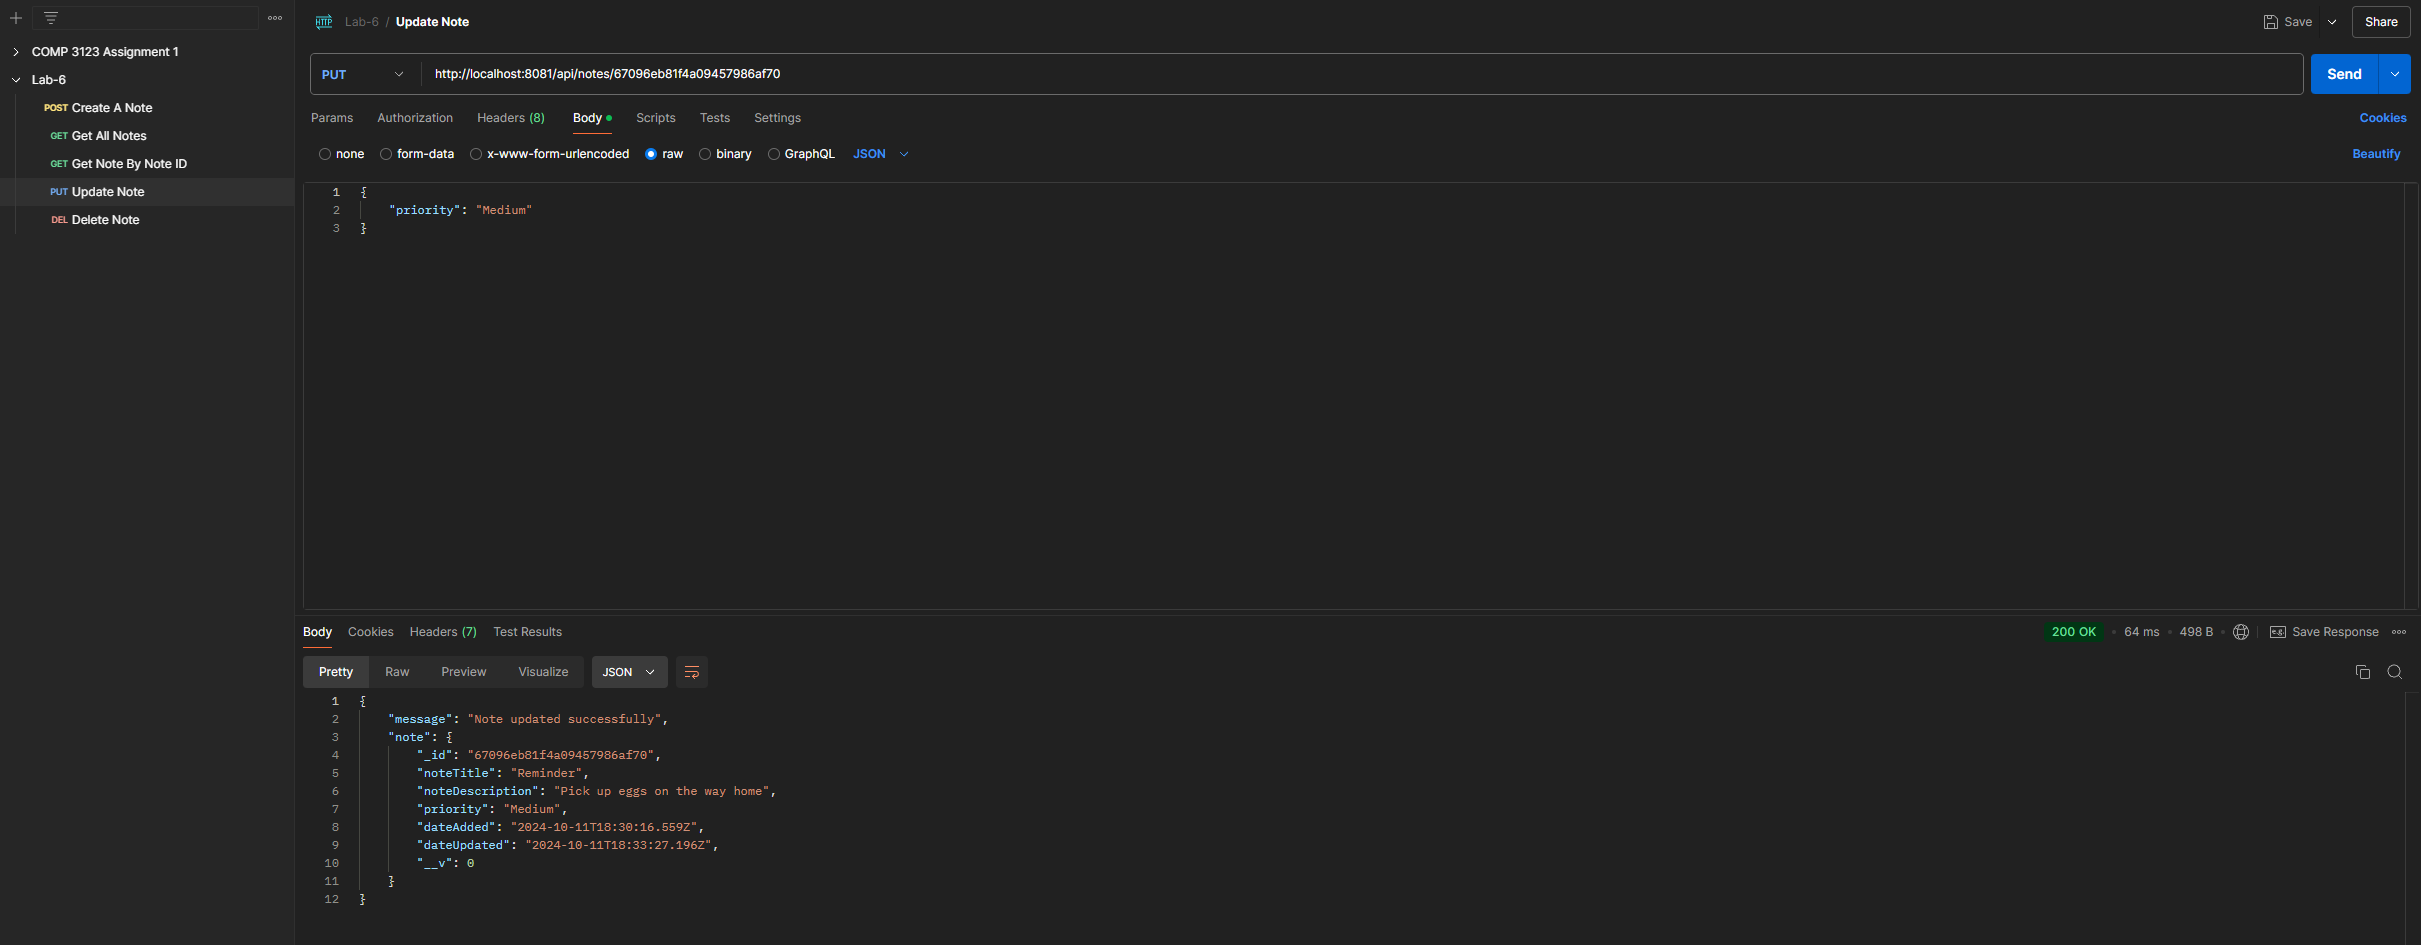 COMP 3123 Assignment 1
Lab-6
POST Create A Note
GET Get All Notes
GET Get Note By Note ID
PUT Update Note
DEL Delete Note
HTTP Lab-6 / Update Note
Save
Share
PUT http://localhost:8081/api/notes/67096eb81f4a09457986af70
Send
Params Authorization Headers (8) Body Scripts Tests Settings
Cookies
none form-data x-www-form-urlencoded raw binary GraphQL JSON
Beautify
1 {
2 "priority": "Medium"
3 }
Body Cookies Headers (7) Test Results
200 OK 64 ms 498 B e.g. Save Response
Pretty Raw Preview Visualize JSON
1 {
2 "message": "Note updated successfully",
3 "note": {
4 "_id": "67096eb81f4a09457986af70",
5 "noteTitle": "Reminder",
6 "noteDescription": "Pick up eggs on the way home",
7 "priority": "Medium",
8 "dateAdded": "2024-10-11T18:30:16.559Z",
9 "dateUpdated": "2024-10-11T18:33:27.196Z",
10 "__v": 0
11 }
12 }